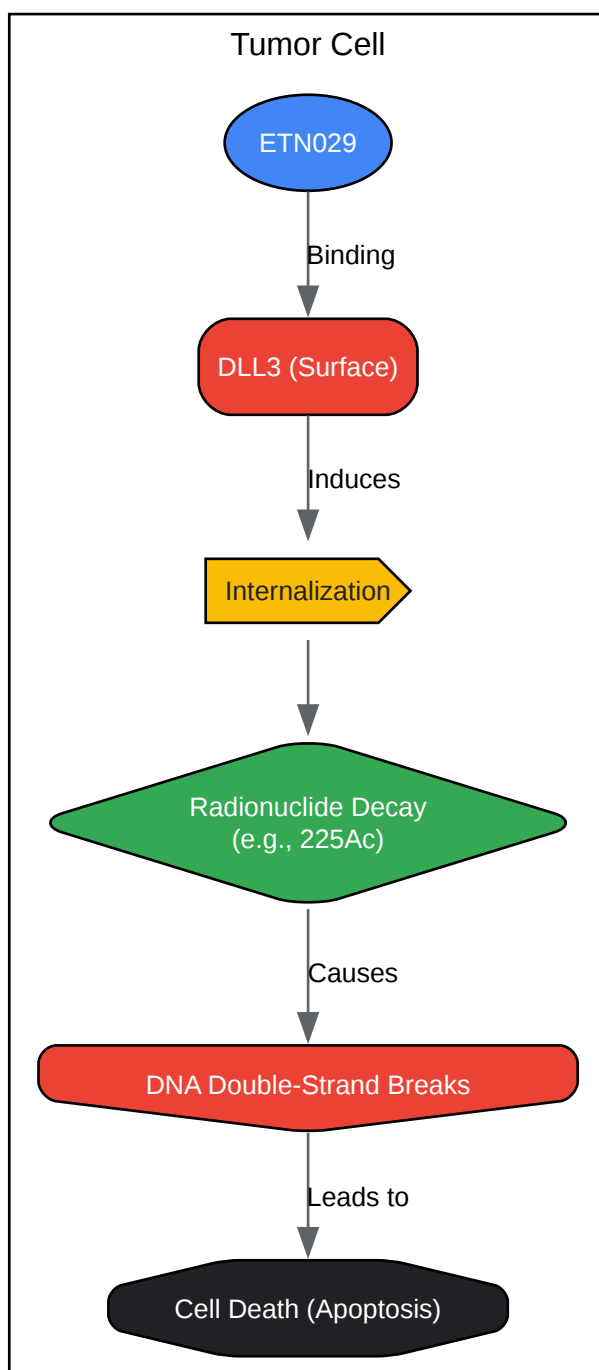 Tumor Cell
ETN029
Binding
DLL3 (Surface)
Induces
Internalization
Radionuclide Decay
(e.g., 225Ac)
Causes
DNA Double-Strand Breaks
Leads to
Cell Death (Apoptosis)